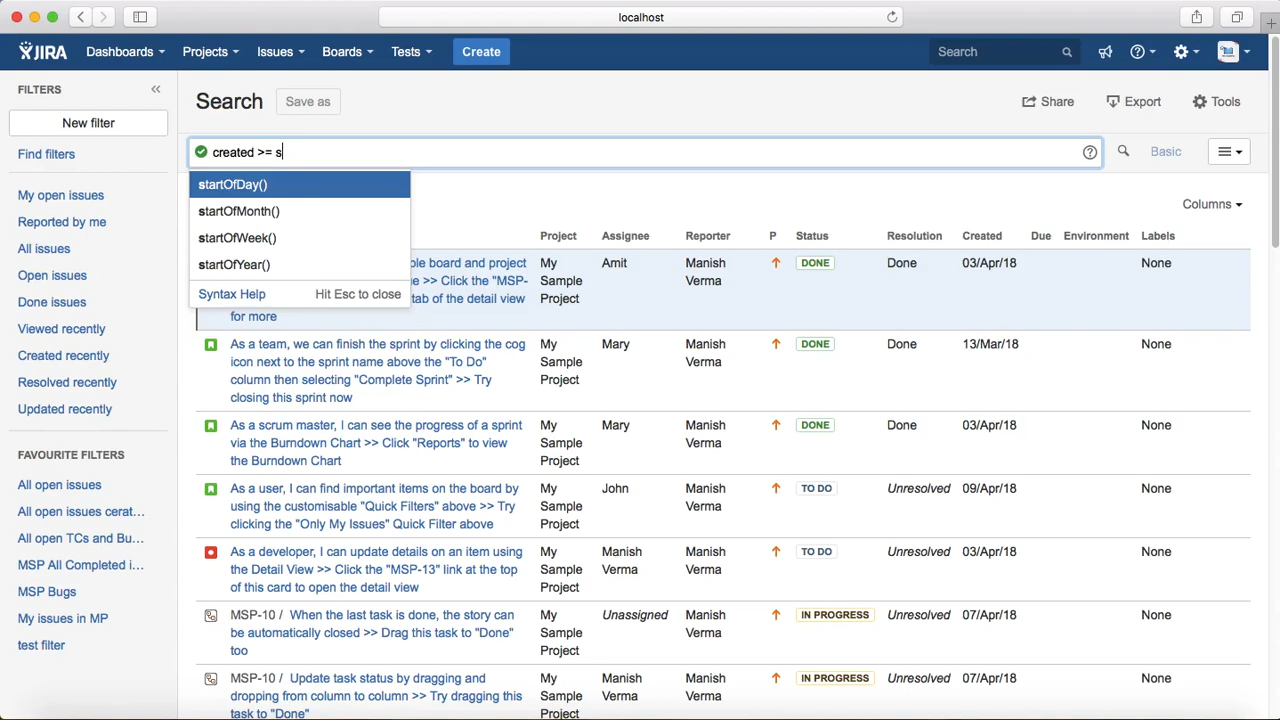 localhost
JIRA Dashboards Projects Issues Boards Tests Create Search
FILTERS
New filter
Find filters
My open issues
Reported by me
All issues
Open issues
Done issues
Viewed recently
Created recently
Resolved recently
Updated recently
FAVOURITE FILTERS
All open issues
All open issues cerat…
All open TCs and Bu…
MSP All Completed i…
MSP Bugs
My issues in MP
test filter
Search Save as Share Export Tools
created >= s Basic
startOfDay()
startOfMonth()
startOfWeek()
startOfYear()
Syntax Help Hit Esc to close
Columns
Project Assignee Reporter P Status Resolution Created Due Environment Labels
ple board and project My Amit Manish DONE Done 03/Apr/18 None
e >> Click the "MSP- Sample Verma
tab of the detail view Project
for more
As a team, we can finish the sprint by clicking the cog My Mary Manish DONE Done 13/Mar/18 None
icon next to the sprint name above the "To Do" Sample Verma
column then selecting "Complete Sprint" >> Try Project
closing this sprint now
As a scrum master, I can see the progress of a sprint My Mary Manish DONE Done 03/Apr/18 None
via the Burndown Chart >> Click "Reports" to view Sample Verma
the Burndown Chart Project
As a user, I can find important items on the board by My John Manish TO DO Unresolved 09/Apr/18 None
using the customisable "Quick Filters" above >> Try Sample Verma
clicking the "Only My Issues" Quick Filter above Project
As a developer, I can update details on an item using My Manish Manish TO DO Unresolved 03/Apr/18 None
the Detail View >> Click the "MSP-13" link at the top Sample Verma Verma
of this card to open the detail view Project
MSP-10 / When the last task is done, the story can My Unassigned Manish IN PROGRESS Unresolved 07/Apr/18 None
be automatically closed >> Drag this task to "Done" Sample Verma
too Project
MSP-10 / Update task status by dragging and My Manish Manish IN PROGRESS Unresolved 07/Apr/18 None
dropping from column to column >> Try dragging this Sample Verma Verma
task to "Done" Project